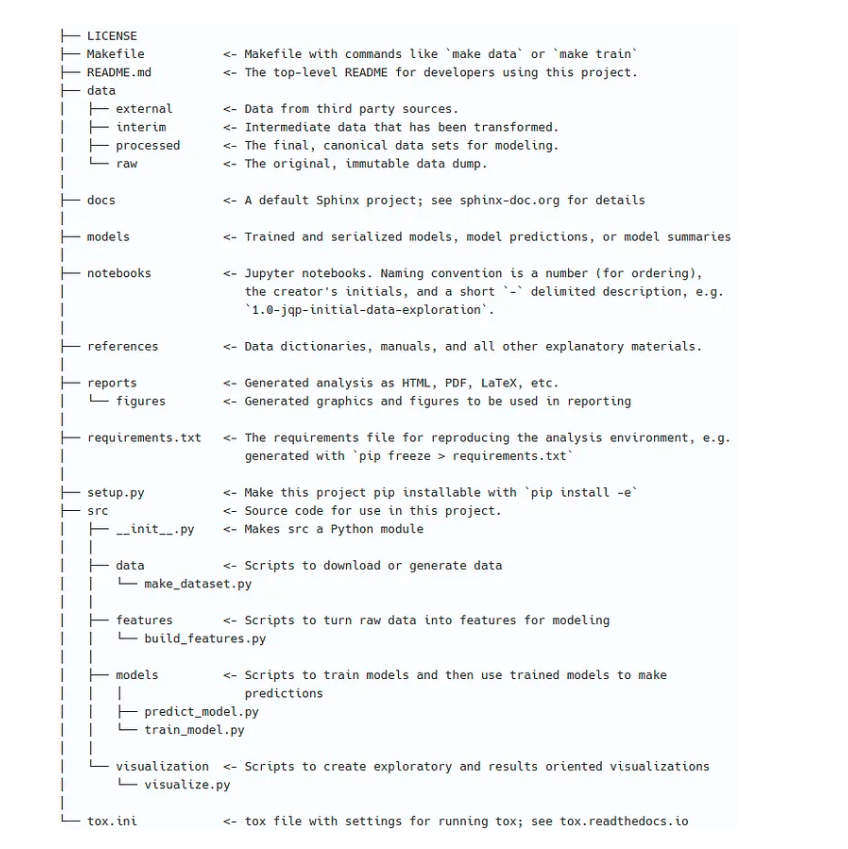 ├── LICENSE
├── Makefile           <- Makefile with commands like `make data` or `make train`
├── README.md          <- The top-level README for developers using this project.
├── data
│   ├── external       <- Data from third party sources.
│   ├── interim        <- Intermediate data that has been transformed.
│   ├── processed      <- The final, canonical data sets for modeling.
│   └── raw            <- The original, immutable data dump.
│
├── docs               <- A default Sphinx project; see sphinx-doc.org for details
│
├── models             <- Trained and serialized models, model predictions, or model summaries
│
├── notebooks          <- Jupyter notebooks. Naming convention is a number (for ordering),
│                         the creator's initials, and a short `-` delimited description, e.g.
│                         `1.0-jqp-initial-data-exploration`.
│
├── references         <- Data dictionaries, manuals, and all other explanatory materials.
│
├── reports            <- Generated analysis as HTML, PDF, LaTeX, etc.
│   └── figures        <- Generated graphics and figures to be used in reporting
│
├── requirements.txt   <- The requirements file for reproducing the analysis environment, e.g.
│                         generated with `pip freeze > requirements.txt`
│
├── setup.py           <- Make this project pip installable with `pip install -e`
├── src                <- Source code for use in this project.
│   ├── __init__.py    <- Makes src a Python module
│   │
│   ├── data           <- Scripts to download or generate data
│   │   └── make_dataset.py
│   │
│   ├── features       <- Scripts to turn raw data into features for modeling
│   │   └── build_features.py
│   │
│   ├── models         <- Scripts to train models and then use trained models to make
│   │   │                 predictions
│   │   ├── predict_model.py
│   │   └── train_model.py
│   │
│   └── visualization  <- Scripts to create exploratory and results oriented visualizations
│       └── visualize.py
│
└── tox.ini            <- tox file with settings for running tox; see tox.readthedocs.io